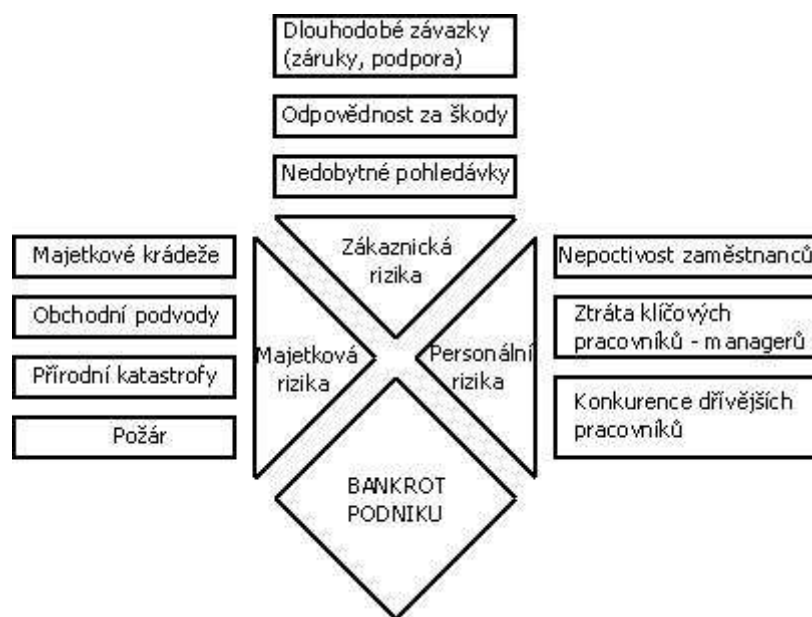 Dlouhodobé závazky
(záruky, podpora)
Odpovědnost za škody
Nedobytné pohledávky
Zákaznická
rizika
Majetkové krádeže
Obchodní podvody
Přírodní katastrofy
Požár
Majetková
rizika
Personální
rizika
Nepoctivost zaměstnanců
Ztráta klíčových
pracovníků - managerů
Konkurence dřívějších
pracovníků
BANKROT
PODNIKU